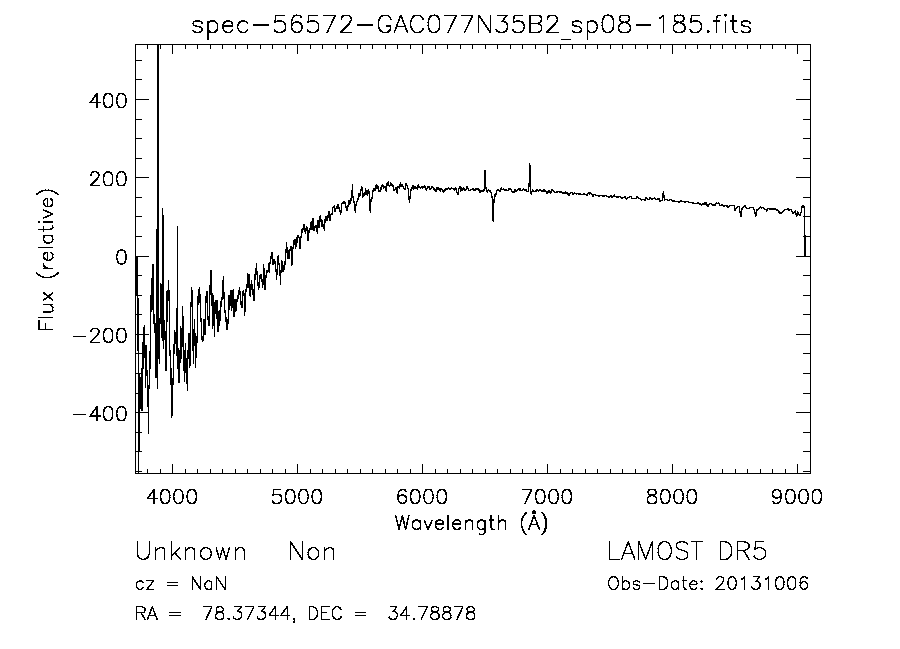 spec-56572-GAC077N35B2_sp08-185.fits
400
200
0
-200
-400
Flux (relative)
4000 5000 6000 7000 8000 9000
Wavelength (Å)
Unknown Non LAMOST DR5
cz = NaN Obs-Date: 20131006
RA = 78.37344, DEC = 34.78878